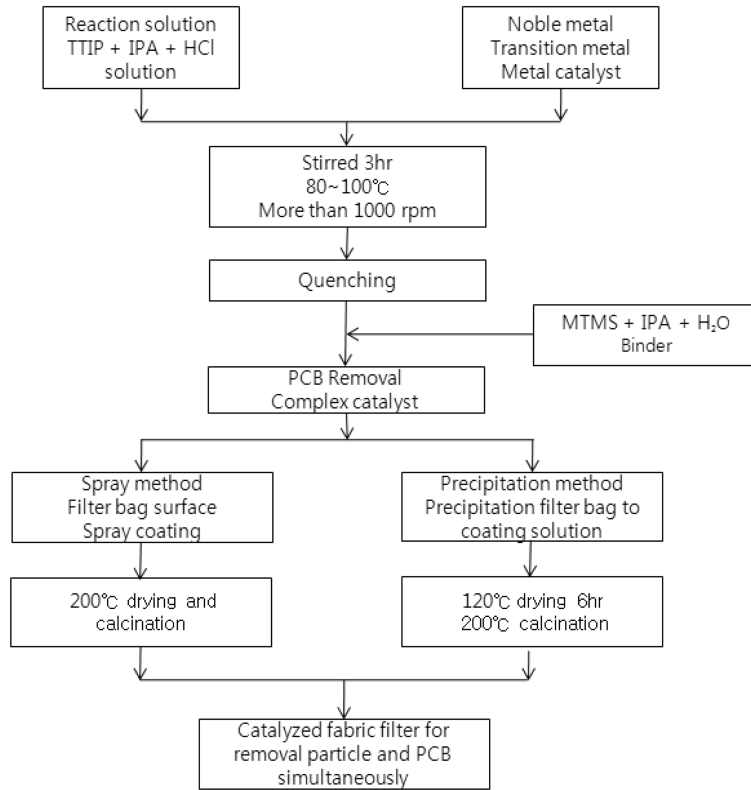 Reaction solution
TTIP + IPA + HCl
solution
Noble metal
Transition metal
Metal catalyst
Stirred 3hr
80~100℃
More than 1000 rpm
Quenching
MTMS + IPA + H₂O
Binder
PCB Removal
Complex catalyst
Spray method
Filter bag surface
Spray coating
Precipitation method
Precipitation filter bag to
coating solution
200℃ drying and
calcination
120℃ drying 6hr
200℃ calcination
Catalyzed fabric filter for
removal particle and PCB
simultaneously